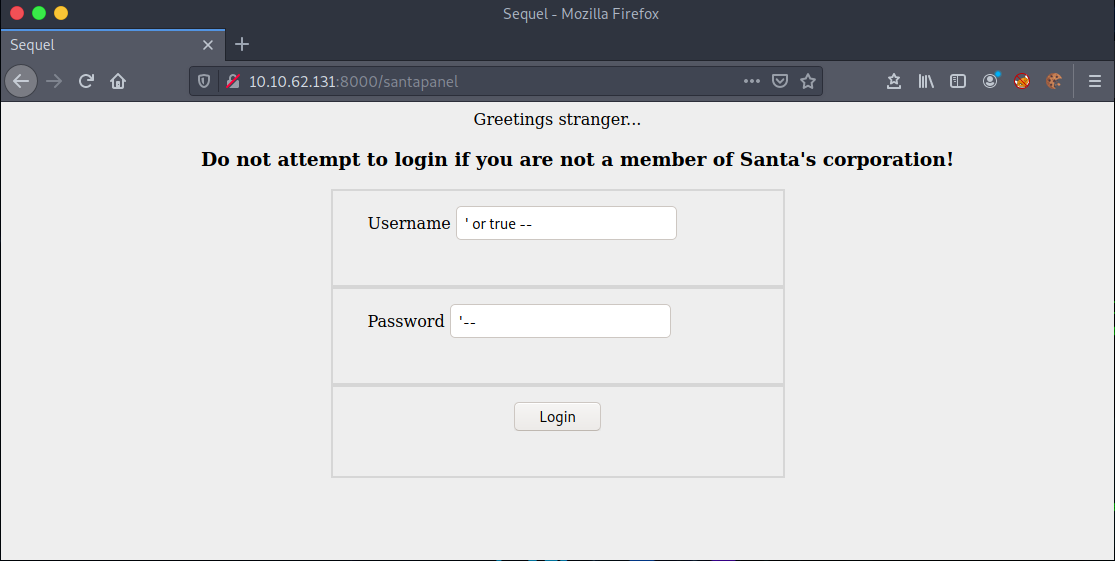 Sequel - Mozilla Firefox
Sequel
10.10.62.131:8000/santapanel
Greetings stranger...
Do not attempt to login if you are not a member of Santa's corporation!
Username ' or true --
Password '--
Login